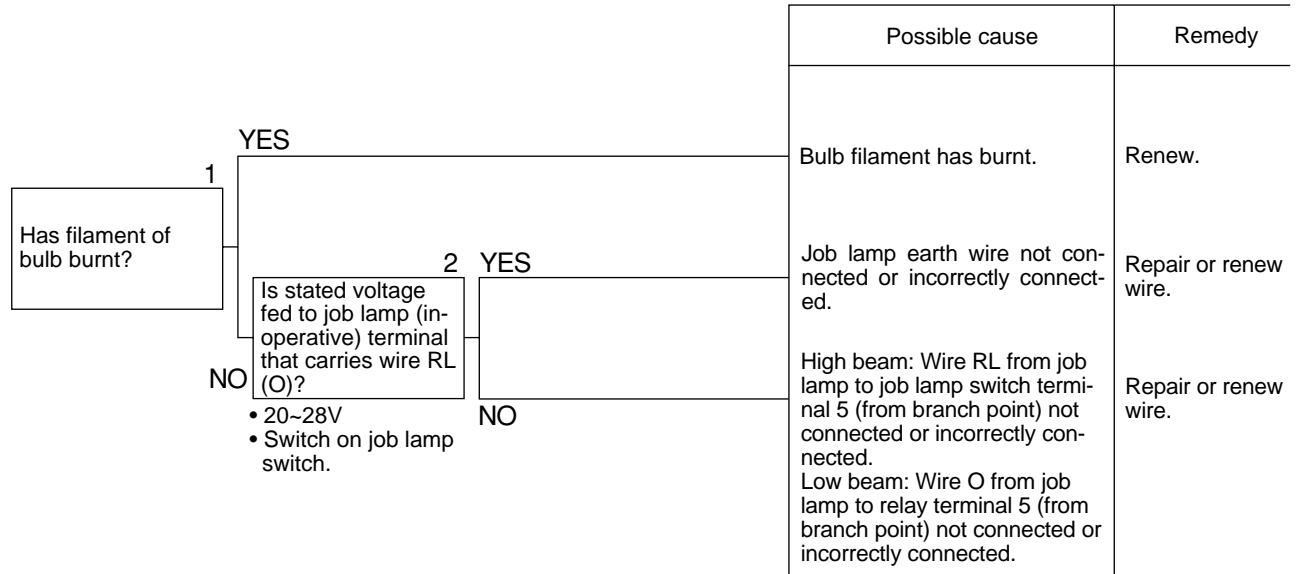 Possible cause
Remedy
YES
1
Has filament of
bulb burnt?
Bulb filament has burnt.
Renew.
2
YES
Is stated voltage
fed to job lamp (in-
operative) terminal
that carries wire RL
(O)?
NO
• 20~28V
• Switch on job lamp
switch.
Job lamp earth wire not con-
nected or incorrectly connect-
ed.
Repair or renew
wire.
NO
High beam: Wire RL from job
lamp to job lamp switch termi-
nal 5 (from branch point) not
connected or incorrectly con-
nected.
Low beam: Wire O from job
lamp to relay terminal 5 (from
branch point) not connected or
incorrectly connected.
Repair or renew
wire.